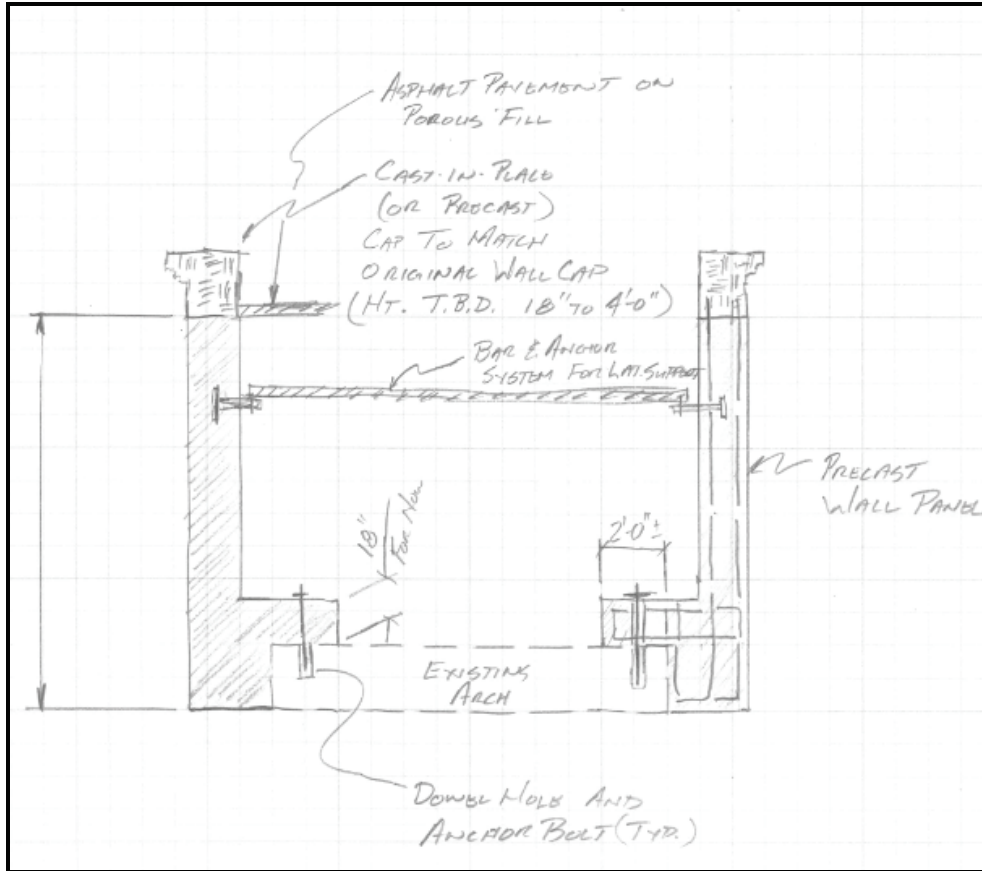 ASPHALT PAVEMENT ON
POROUS FILL
CAST-IN-PLACE
(OR PRECAST)
CAP TO MATCH
ORIGINAL WALL CAP
(HT. T.B.D. 18" TO 4'-0")
BAR & ANCHOR
SYSTEM FOR LAT. SUPPORT
PRECAST
WALL PANEL
18"
FOR NOW
2'-0"±
EXISTING
ARCH
DOWEL HOLE AND
ANCHOR BOLT (TYP.)